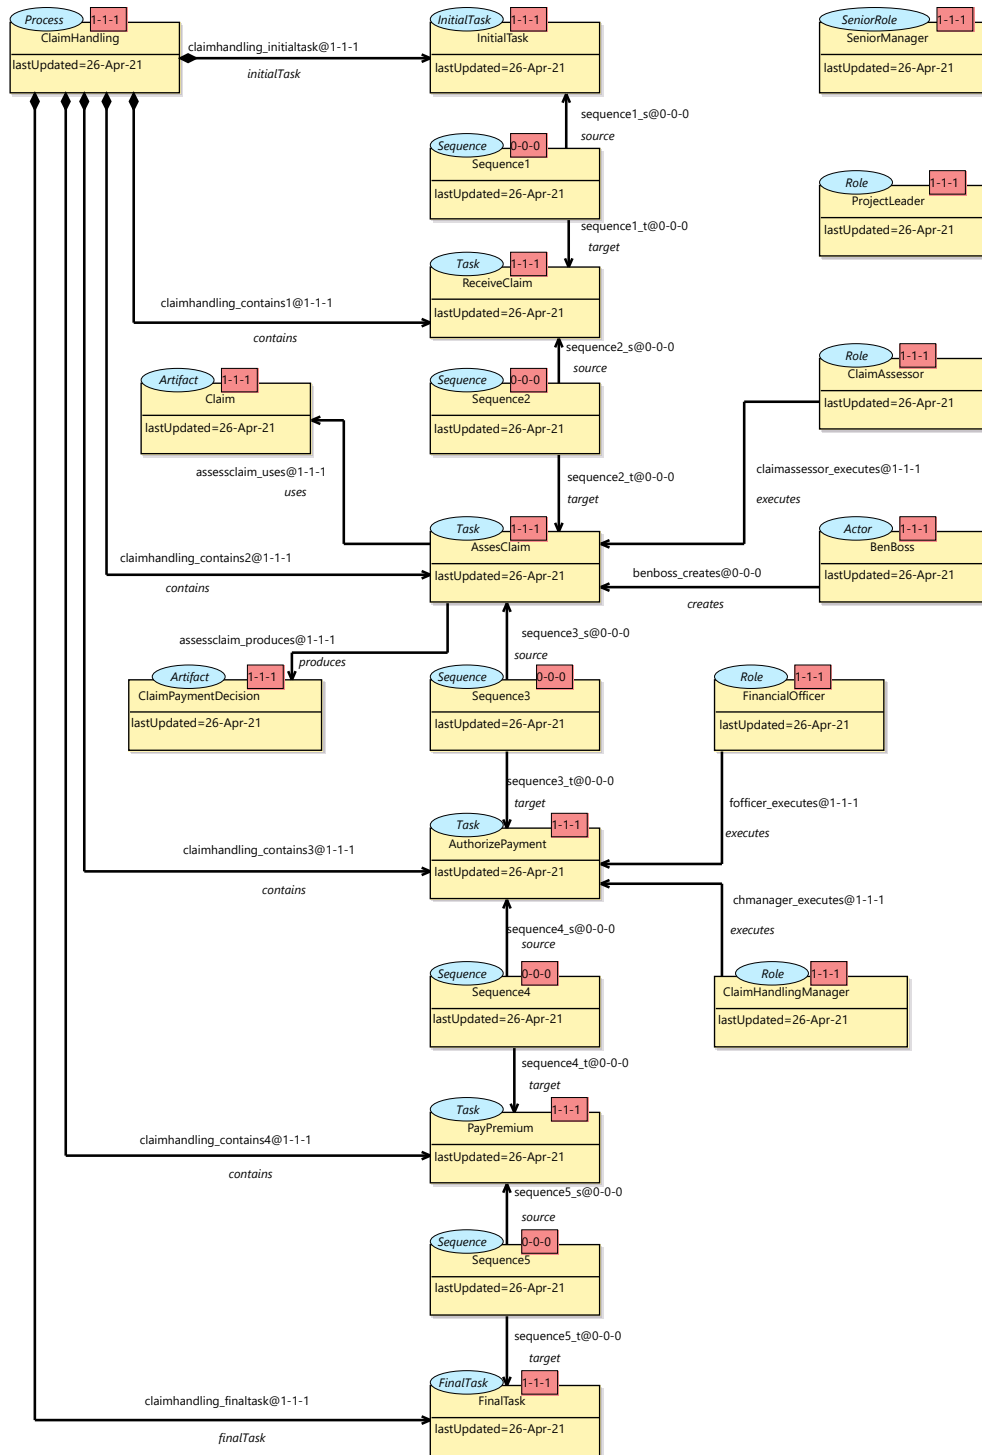 Process 1-1-1
ClaimHandling
lastUpdated=26-Apr-21
claimhandling_initialtask@1-1-1
initialTask
InitialTask 1-1-1
InitialTask
lastUpdated=26-Apr-21
SeniorRole 1-1-1
SeniorManager
lastUpdated=26-Apr-21
sequence1_s@0-0-0
source
Sequence 0-0-0
Sequence1
lastUpdated=26-Apr-21
Role 1-1-1
ProjectLeader
lastUpdated=26-Apr-21
sequence1_t@0-0-0
target
Task 1-1-1
ReceiveClaim
lastUpdated=26-Apr-21
claimhandling_contains1@1-1-1
contains
sequence2_s@0-0-0
source
Artifact 1-1-1
Claim
lastUpdated=26-Apr-21
Sequence 0-0-0
Sequence2
lastUpdated=26-Apr-21
Role 1-1-1
ClaimAssessor
lastUpdated=26-Apr-21
assessclaim_uses@1-1-1
uses
sequence2_t@0-0-0
target
claimassessor_executes@1-1-1
executes
Task 1-1-1
AssesClaim
lastUpdated=26-Apr-21
Actor 1-1-1
BenBoss
lastUpdated=26-Apr-21
claimhandling_contains2@1-1-1
contains
benboss_creates@0-0-0
creates
assessclaim_produces@1-1-1
produces
sequence3_s@0-0-0
source
Artifact 1-1-1
ClaimPaymentDecision
lastUpdated=26-Apr-21
Sequence 0-0-0
Sequence3
lastUpdated=26-Apr-21
Role 1-1-1
FinancialOfficer
lastUpdated=26-Apr-21
sequence3_t@0-0-0
target
fofficer_executes@1-1-1
executes
Task 1-1-1
AuthorizePayment
lastUpdated=26-Apr-21
claimhandling_contains3@1-1-1
contains
chmanager_executes@1-1-1
executes
sequence4_s@0-0-0
source
Sequence 0-0-0
Sequence4
lastUpdated=26-Apr-21
Role 1-1-1
ClaimHandlingManager
lastUpdated=26-Apr-21
sequence4_t@0-0-0
target
Task 1-1-1
PayPremium
lastUpdated=26-Apr-21
claimhandling_contains4@1-1-1
contains
sequence5_s@0-0-0
source
Sequence 0-0-0
Sequence5
lastUpdated=26-Apr-21
sequence5_t@0-0-0
target
FinalTask 1-1-1
FinalTask
lastUpdated=26-Apr-21
claimhandling_finaltask@1-1-1
finalTask